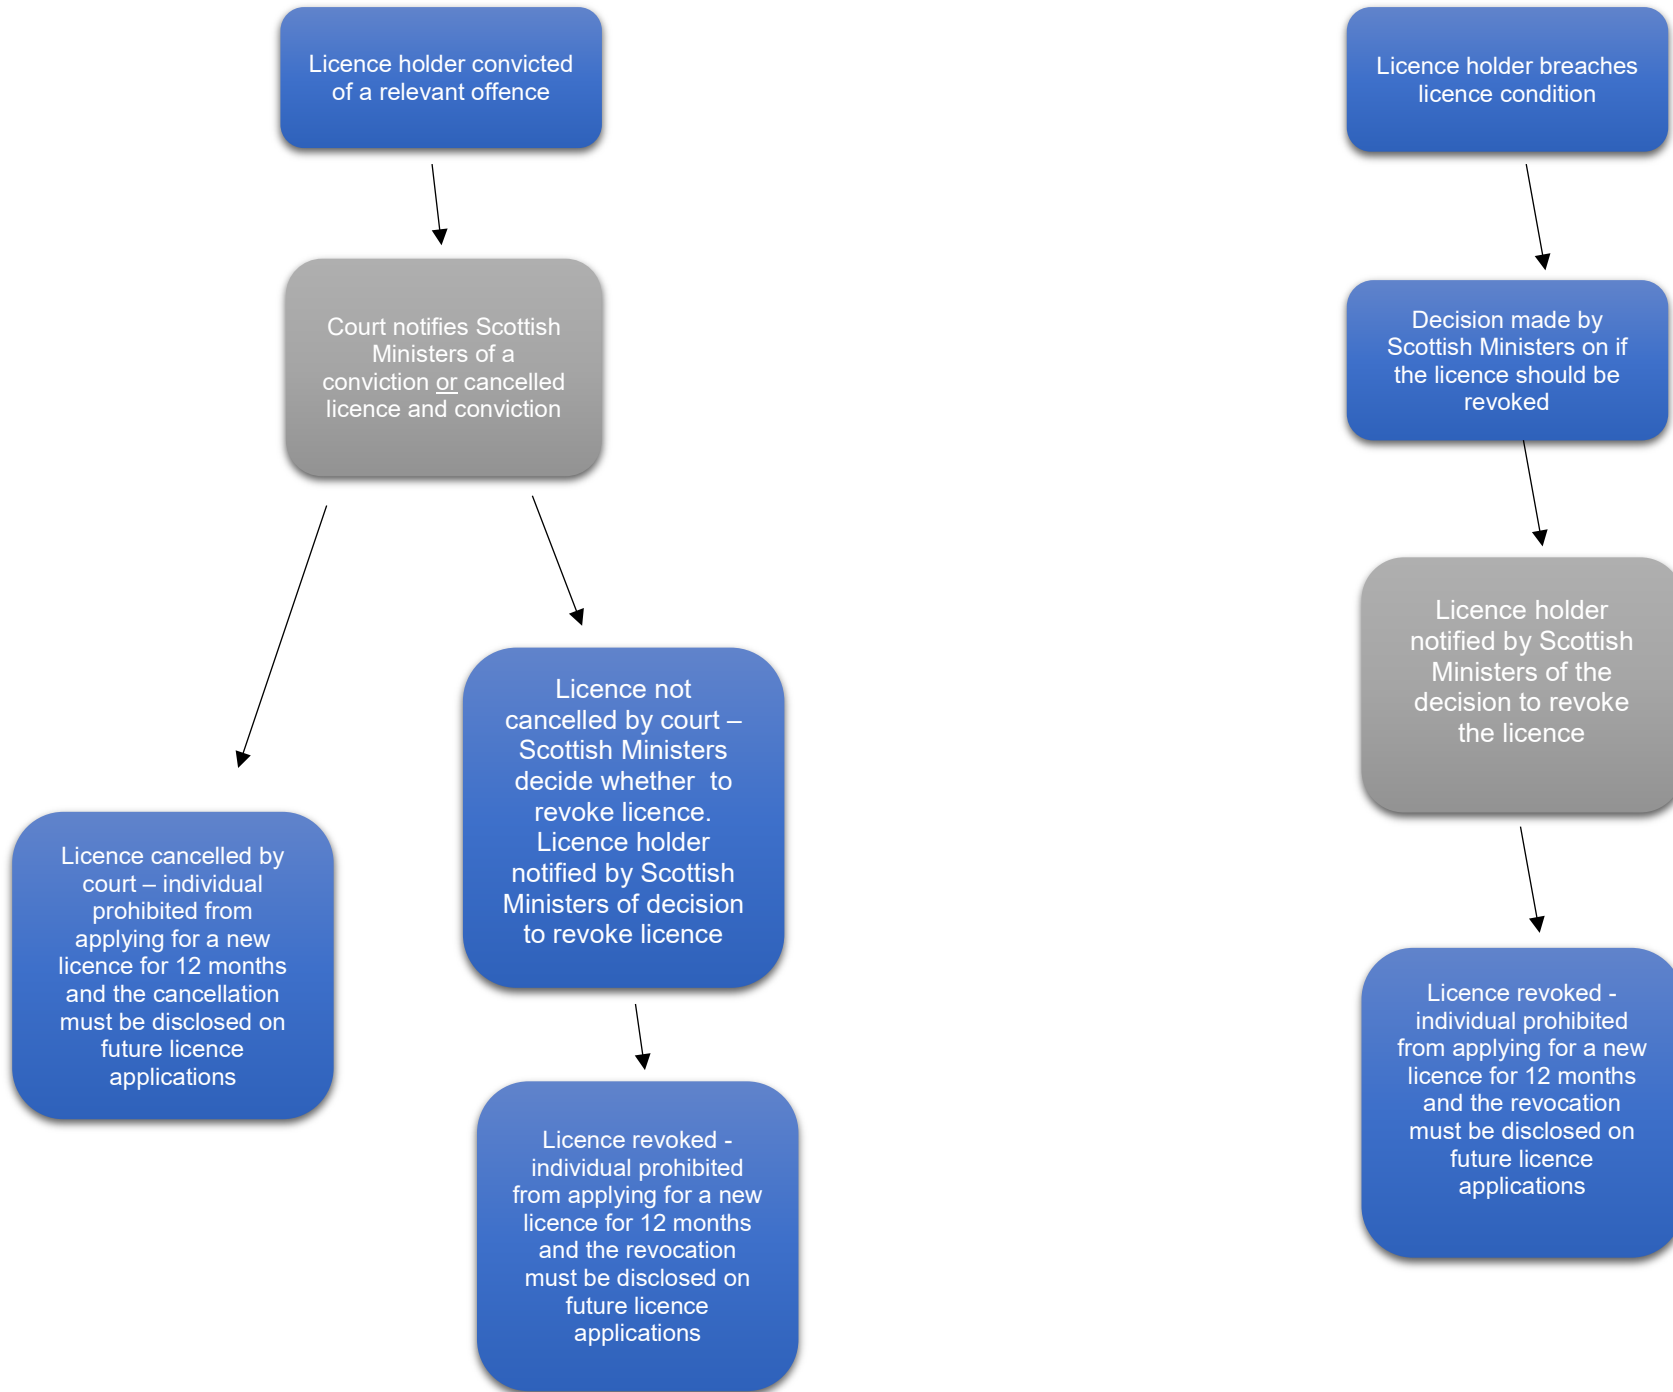 Licence holder convicted
of a relevant offence
Court notifies Scottish
Ministers of a
conviction or cancelled
licence and conviction
Licence cancelled by
court – individual
prohibited from
applying for a new
licence for 12 months
and the cancellation
must be disclosed on
future licence
applications
Licence not
cancelled by court –
Scottish Ministers
decide whether  to
revoke licence.
Licence holder
notified by Scottish
Ministers of decision
to revoke licence
Licence revoked -
individual prohibited
from applying for a new
licence for 12 months
and the revocation
must be disclosed on
future licence
applications
Licence holder breaches
licence condition
Decision made by
Scottish Ministers on if
the licence should be
revoked
Licence holder
notified by Scottish
Ministers of the
decision to revoke
the licence
Licence revoked -
individual prohibited
from applying for a new
licence for 12 months
and the revocation
must be disclosed on
future licence
applications